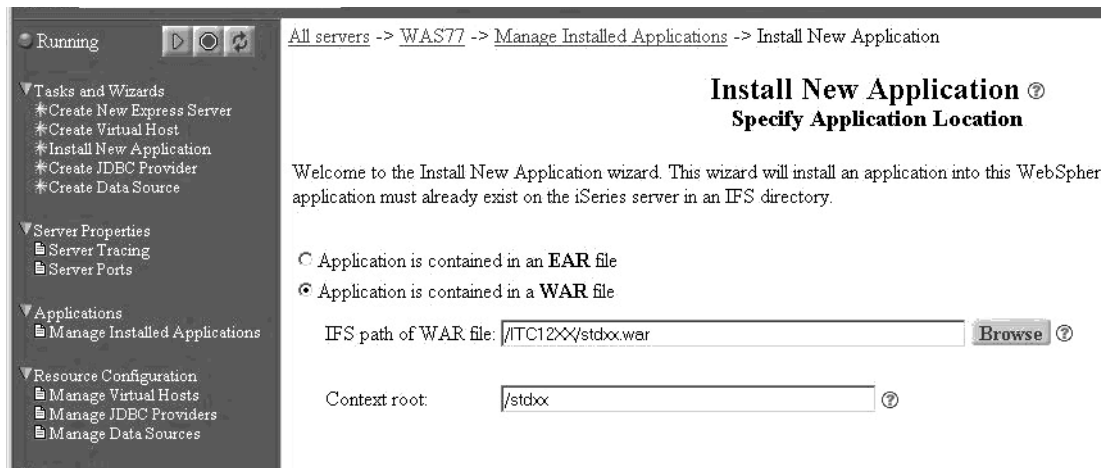 Running
All servers -> WAS77 -> Manage Installed Applications -> Install New Application
Tasks and Wizards
Create New Express Server
Create Virtual Host
Install New Application
Create JDBC Provider
Create Data Source
Server Properties
Server Tracing
Server Ports
Applications
Manage Installed Applications
Resource Configuration
Manage Virtual Hosts
Manage JDBC Providers
Manage Data Sources
Install New Application
Specify Application Location
Welcome to the Install New Application wizard. This wizard will install an application into this WebSpher
application must already exist on the iSeries server in an IFS directory.
Application is contained in an EAR file
Application is contained in a WAR file
IFS path of WAR file: /ITC12XX/stdxx.war Browse
Context root: /stdxx